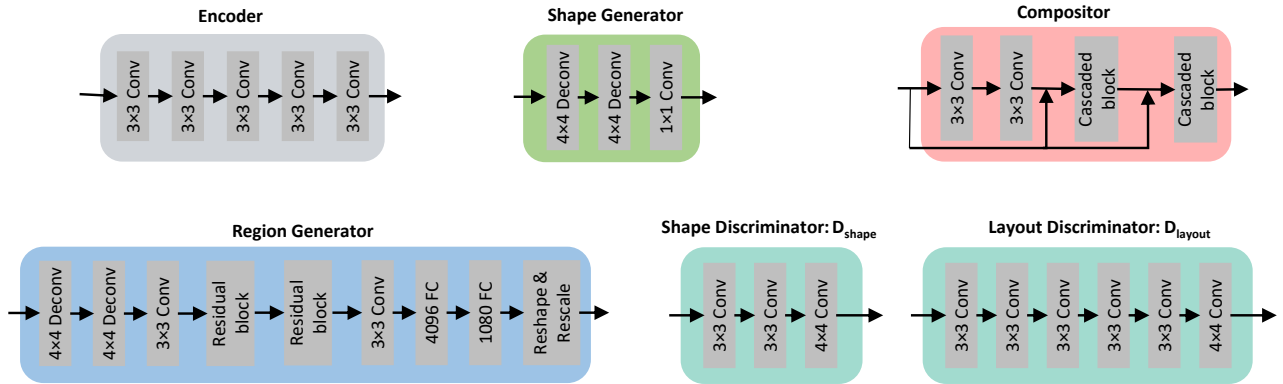 Encoder
3×3 Conv
3×3 Conv
3×3 Conv
3×3 Conv
3×3 Conv
Shape Generator
4×4 Deconv
4×4 Deconv
1×1 Conv
Compositor
3×3 Conv
3×3 Conv
Cascaded
block
Cascaded
block
Region Generator
4×4 Deconv
4×4 Deconv
3×3 Conv
Residual
block
Residual
block
3×3 Conv
4096 FC
1080 FC
Reshape &
Rescale
Shape Discriminator: D_shape
3×3 Conv
3×3 Conv
4×4 Conv
Layout Discriminator: D_layout
3×3 Conv
3×3 Conv
3×3 Conv
3×3 Conv
3×3 Conv
4×4 Conv